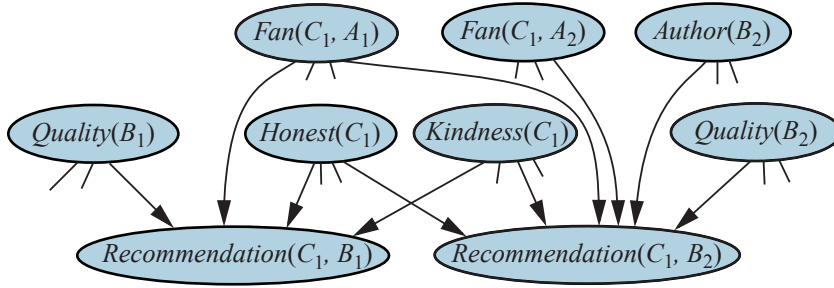 Fan(C₁, A₁) Fan(C₁, A₂) Author(B₂)
Quality(B₁) Honest(C₁) Kindness(C₁) Quality(B₂)
Recommendation(C₁, B₁) Recommendation(C₁, B₂)